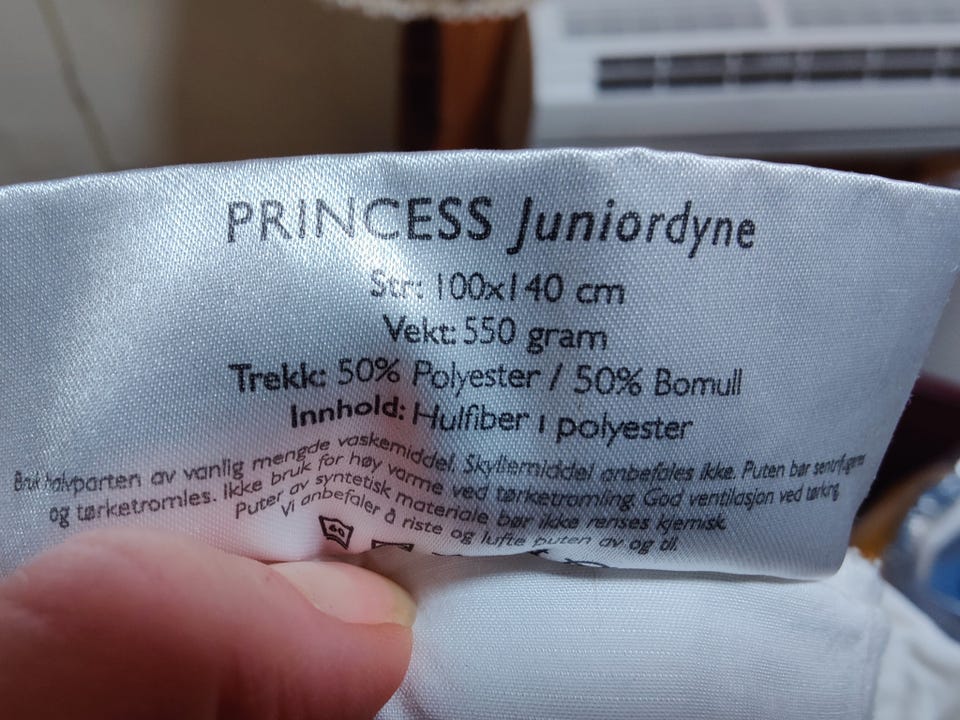 PRINCESS Juniordyne
Str: 100x140 cm
Vekt: 550 gram
Trekk: 50% Polyester / 50% Bomull
Innhold: Hulfiber i polyester
Bruk halvparten av vanlig mengde vaskemiddel. Skyllemiddel anbefales ikke. Puten bør sentrifugeres
og tørketromles. Ikke bruk for høy varme ved tørketromling. God ventilasjon ved tørking.
Puter av syntetisk materiale bør ikke renses kjemisk.
Vi anbefaler å riste og lufte puten av og til.
60